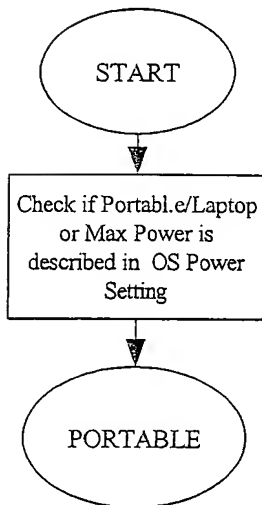 START
Check if Portabl.e/Laptop
or Max Power is
described in OS Power
Setting
PORTABLE